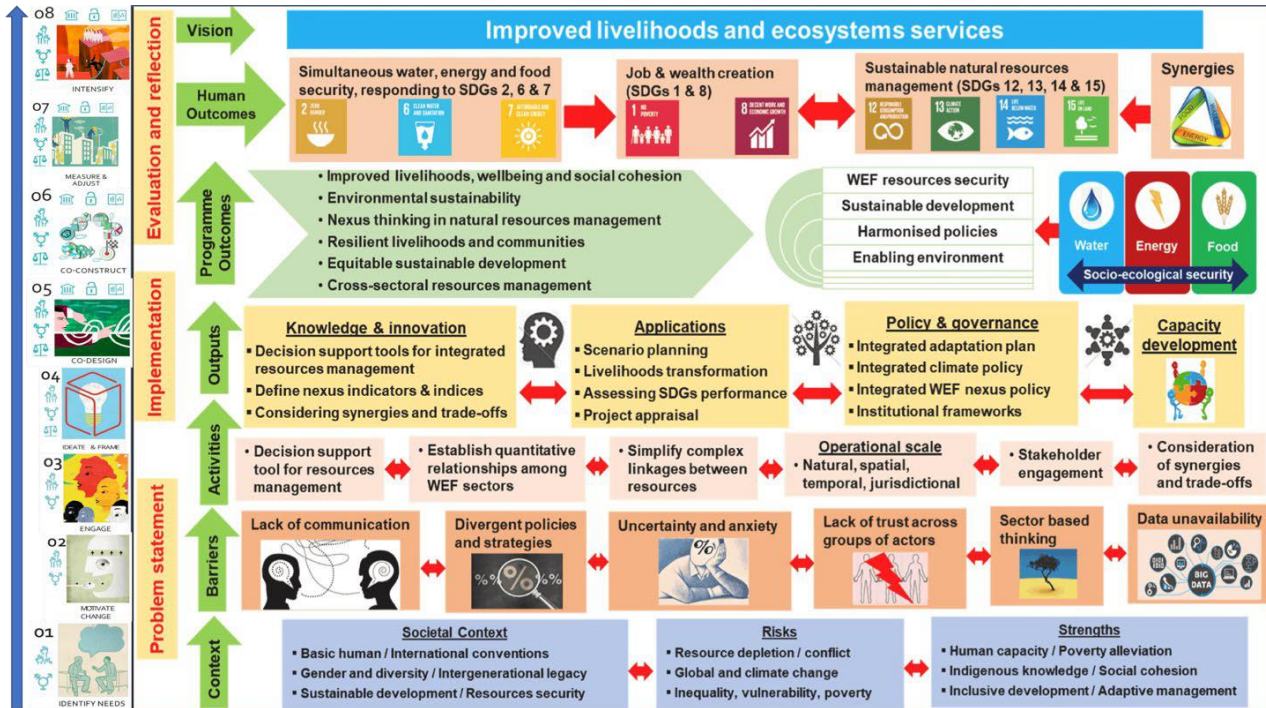 08
INTENSIFY
07
MEASURE &
ADJUST
06
CO-CONSTRUCT
05
CO-DESIGN
04
IDEATE & FRAME
03
ENGAGE
02
MOTIVATE
CHANGE
01
IDENTIFY NEEDS
Evaluation and reflection
Implementation
Problem statement
Vision
Improved livelihoods and ecosystems services
Human
Outcomes
Simultaneous water, energy and food
security, responding to SDGs 2, 6 & 7
2 ZERO
HUNGER
6 CLEAN WATER
AND SANITATION
7 AFFORDABLE AND
CLEAN ENERGY
Job & wealth creation
(SDGs 1 & 8)
1 NO
POVERTY
8 DECENT WORK AND
ECONOMIC GROWTH
Sustainable natural resources
management (SDGs 12, 13, 14 & 15)
12 RESPONSIBLE
CONSUMPTION
AND PRODUCTION
13 CLIMATE
ACTION
14 LIFE
BELOW WATER
15 LIFE
ON LAND
Synergies
FOOD
ENERGY
Programme
Outcomes
▪ Improved livelihoods, wellbeing and social cohesion
▪ Environmental sustainability
▪ Nexus thinking in natural resources management
▪ Resilient livelihoods and communities
▪ Equitable sustainable development
▪ Cross-sectoral resources management
WEF resources security
Sustainable development
Harmonised policies
Enabling environment
Water
Energy
Food
Socio-ecological security
Outputs
Knowledge & innovation
▪ Decision support tools for integrated
resources management
▪ Define nexus indicators & indices
▪ Considering synergies and trade-offs
Applications
▪ Scenario planning
▪ Livelihoods transformation
▪ Assessing SDGs performance
▪ Project appraisal
Policy & governance
▪ Integrated adaptation plan
▪ Integrated climate policy
▪ Integrated WEF nexus policy
▪ Institutional frameworks
Capacity
development
Activities
• Decision support
tool for resources
management
• Establish quantitative
relationships among
WEF sectors
• Simplify complex
linkages between
resources
Operational scale
• Natural, spatial,
temporal, jurisdictional
• Stakeholder
engagement
• Consideration
of synergies
and trade-offs
Barriers
Lack of communication
Divergent policies
and strategies
%%
%
%
Uncertainty and anxiety
%
Lack of trust across
groups of actors
Sector based
thinking
Data unavailability
BIG
DATA
Context
Societal Context
▪ Basic human / International conventions
▪ Gender and diversity / Intergenerational legacy
▪ Sustainable development / Resources security
Risks
▪ Resource depletion / conflict
▪ Global and climate change
▪ Inequality, vulnerability, poverty
Strengths
▪ Human capacity / Poverty alleviation
▪ Indigenous knowledge / Social cohesion
▪ Inclusive development / Adaptive management